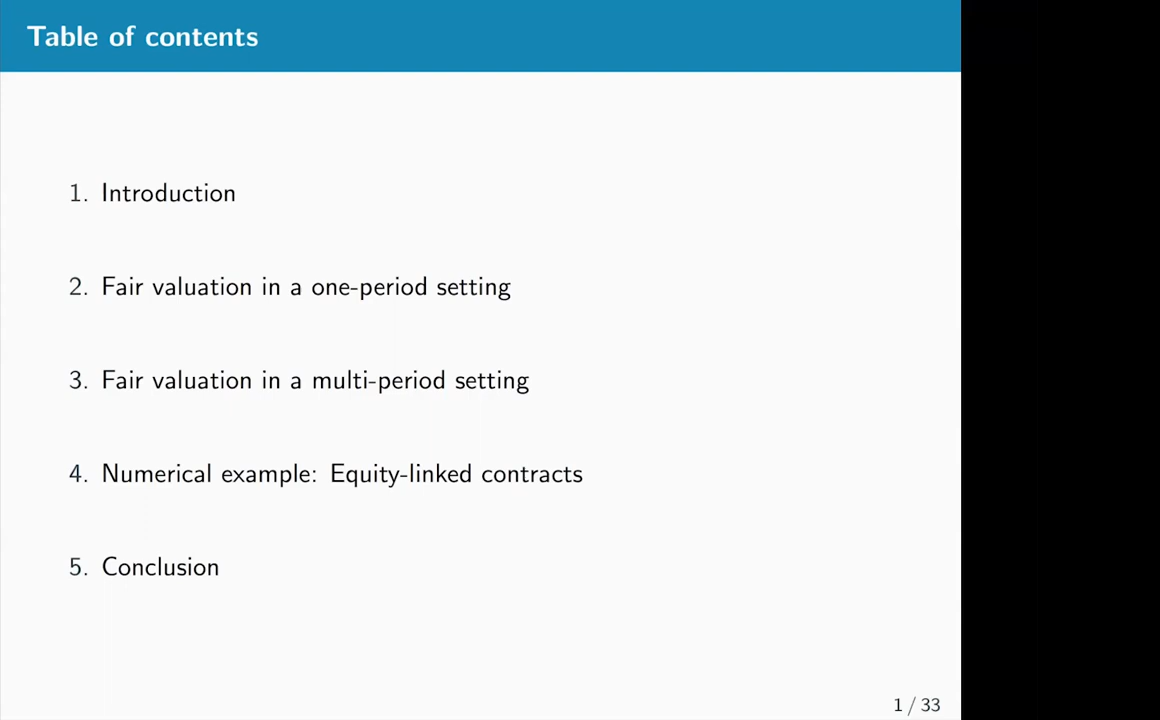 Table of contents
1. Introduction
2. Fair valuation in a one-period setting
3. Fair valuation in a multi-period setting
4. Numerical example: Equity-linked contracts
5. Conclusion
1 / 33